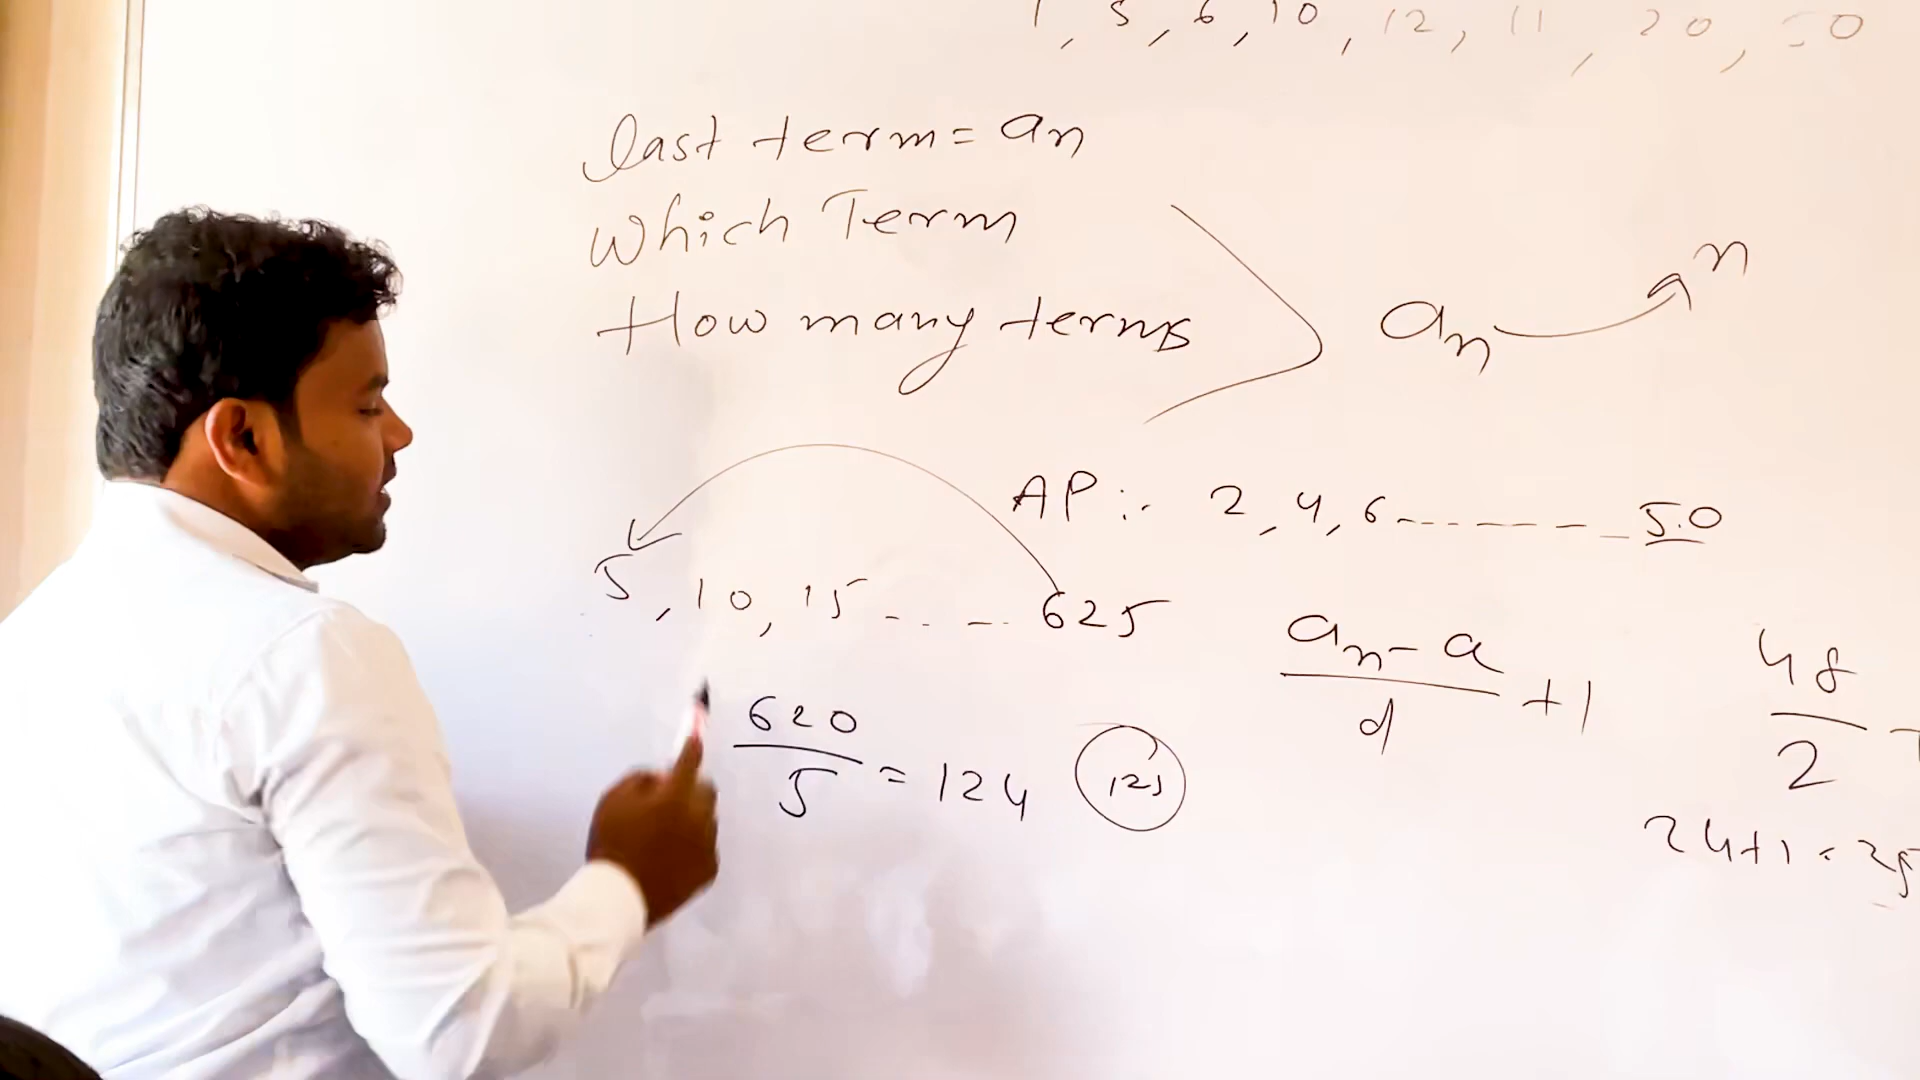 1, 5, 6, 10, 12, 11, 20, 50
last term = an
Which Term
How many terms
an n
AP :- 2, 4, 6 ------- 50
5, 10, 15 ---- 625
an - a
d
+1
48
2
620
5
= 124
125
24+1 = 25